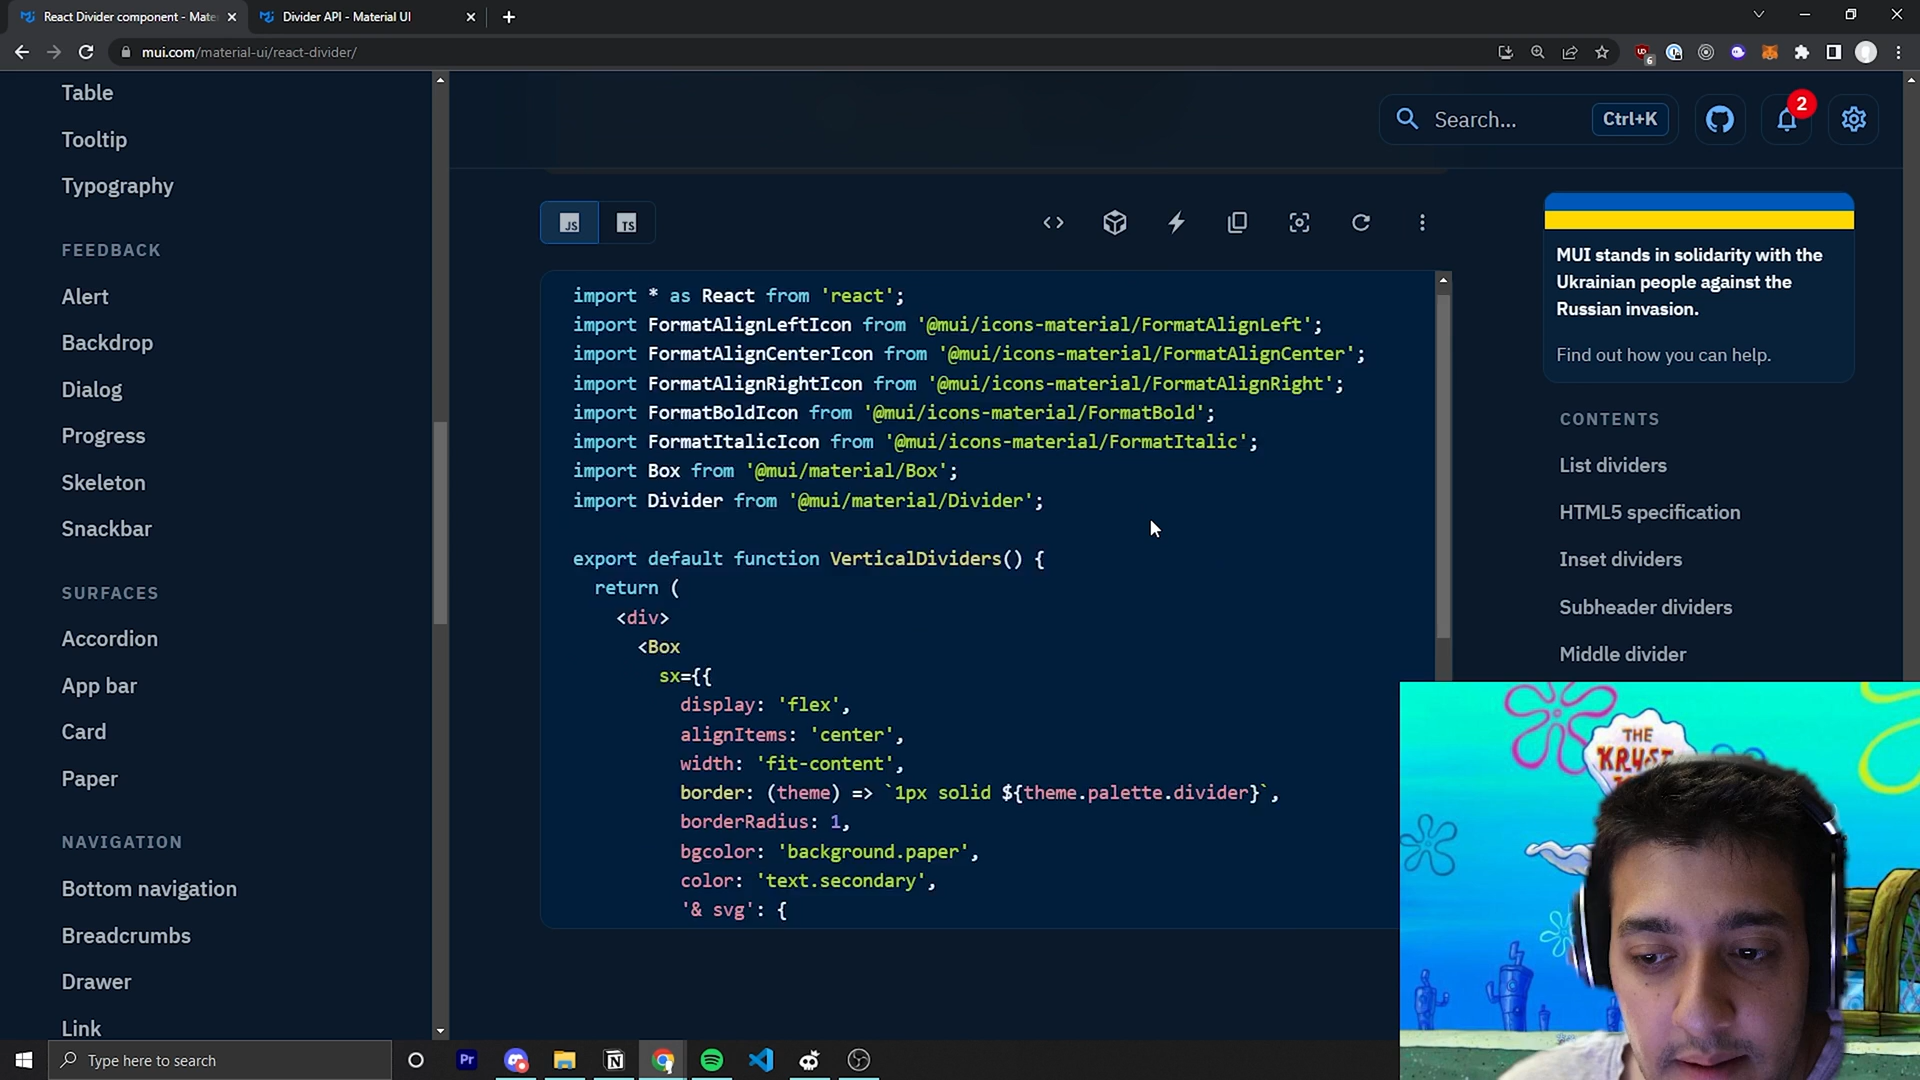 React Divider component - Mate
Divider API - Material UI
mui.com/material-ui/react-divider/
6
Table
Tooltip
Typography
FEEDBACK
Alert
Backdrop
Dialog
Progress
Skeleton
Snackbar
SURFACES
Accordion
App bar
Card
Paper
NAVIGATION
Bottom navigation
Breadcrumbs
Drawer
Link
Search...
Ctrl+K
2
JS
TS
import * as React from 'react';
import FormatAlignLeftIcon from '@mui/icons-material/FormatAlignLeft';
import FormatAlignCenterIcon from '@mui/icons-material/FormatAlignCenter';
import FormatAlignRightIcon from '@mui/icons-material/FormatAlignRight';
import FormatBoldIcon from '@mui/icons-material/FormatBold';
import FormatItalicIcon from '@mui/icons-material/FormatItalic';
import Box from '@mui/material/Box';
import Divider from '@mui/material/Divider';
export default function VerticalDividers() {
return (
<div>
<Box
sx={{
display: 'flex',
alignItems: 'center',
width: 'fit-content',
border: (theme) => `1px solid ${theme.palette.divider}`,
borderRadius: 1,
bgcolor: 'background.paper',
color: 'text.secondary',
'& svg': {
MUI stands in solidarity with the
Ukrainian people against the
Russian invasion.
Find out how you can help.
CONTENTS
List dividers
HTML5 specification
Inset dividers
Subheader dividers
Middle divider
THE
Type here to search
Pr